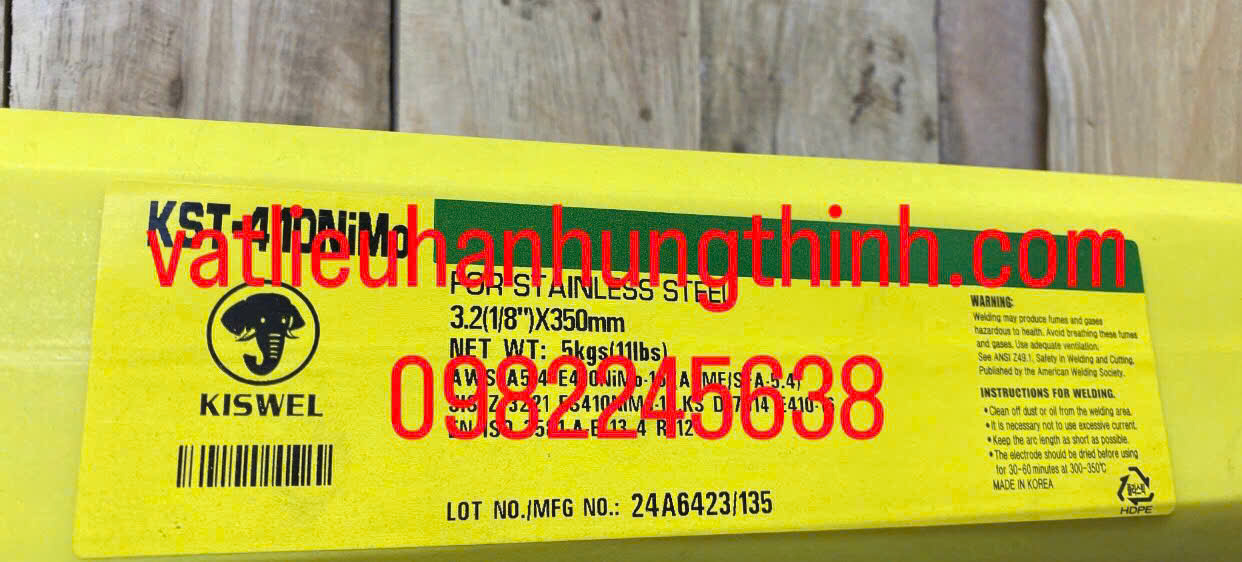 KST-410NiMo
vatlieuhanhungthinh.com
FOR STAINLESS STEEL
3.2(1/8")X350mm
NET WT: 5kgs(11lbs)
0982245638
KISWEL
LOT NO./MFG NO.: 24A6423/135
WARNING:
Welding may produce fumes and gases
hazardous to health. Avoid breathing these fumes
and gases. Use adequate ventilation.
See ANSI Z49.1, Safety in Welding and Cutting,
Published by the American Welding Society.
INSTRUCTIONS FOR WELDING.
•Clean off dust or oil from the welding area.
•It is necessary not to use excessive current.
•Keep the arc length as short as possible.
•The electrode should be dried before using
for 30-60 minutes at 300-350℃
MADE IN KOREA
플라스틱
HDPE